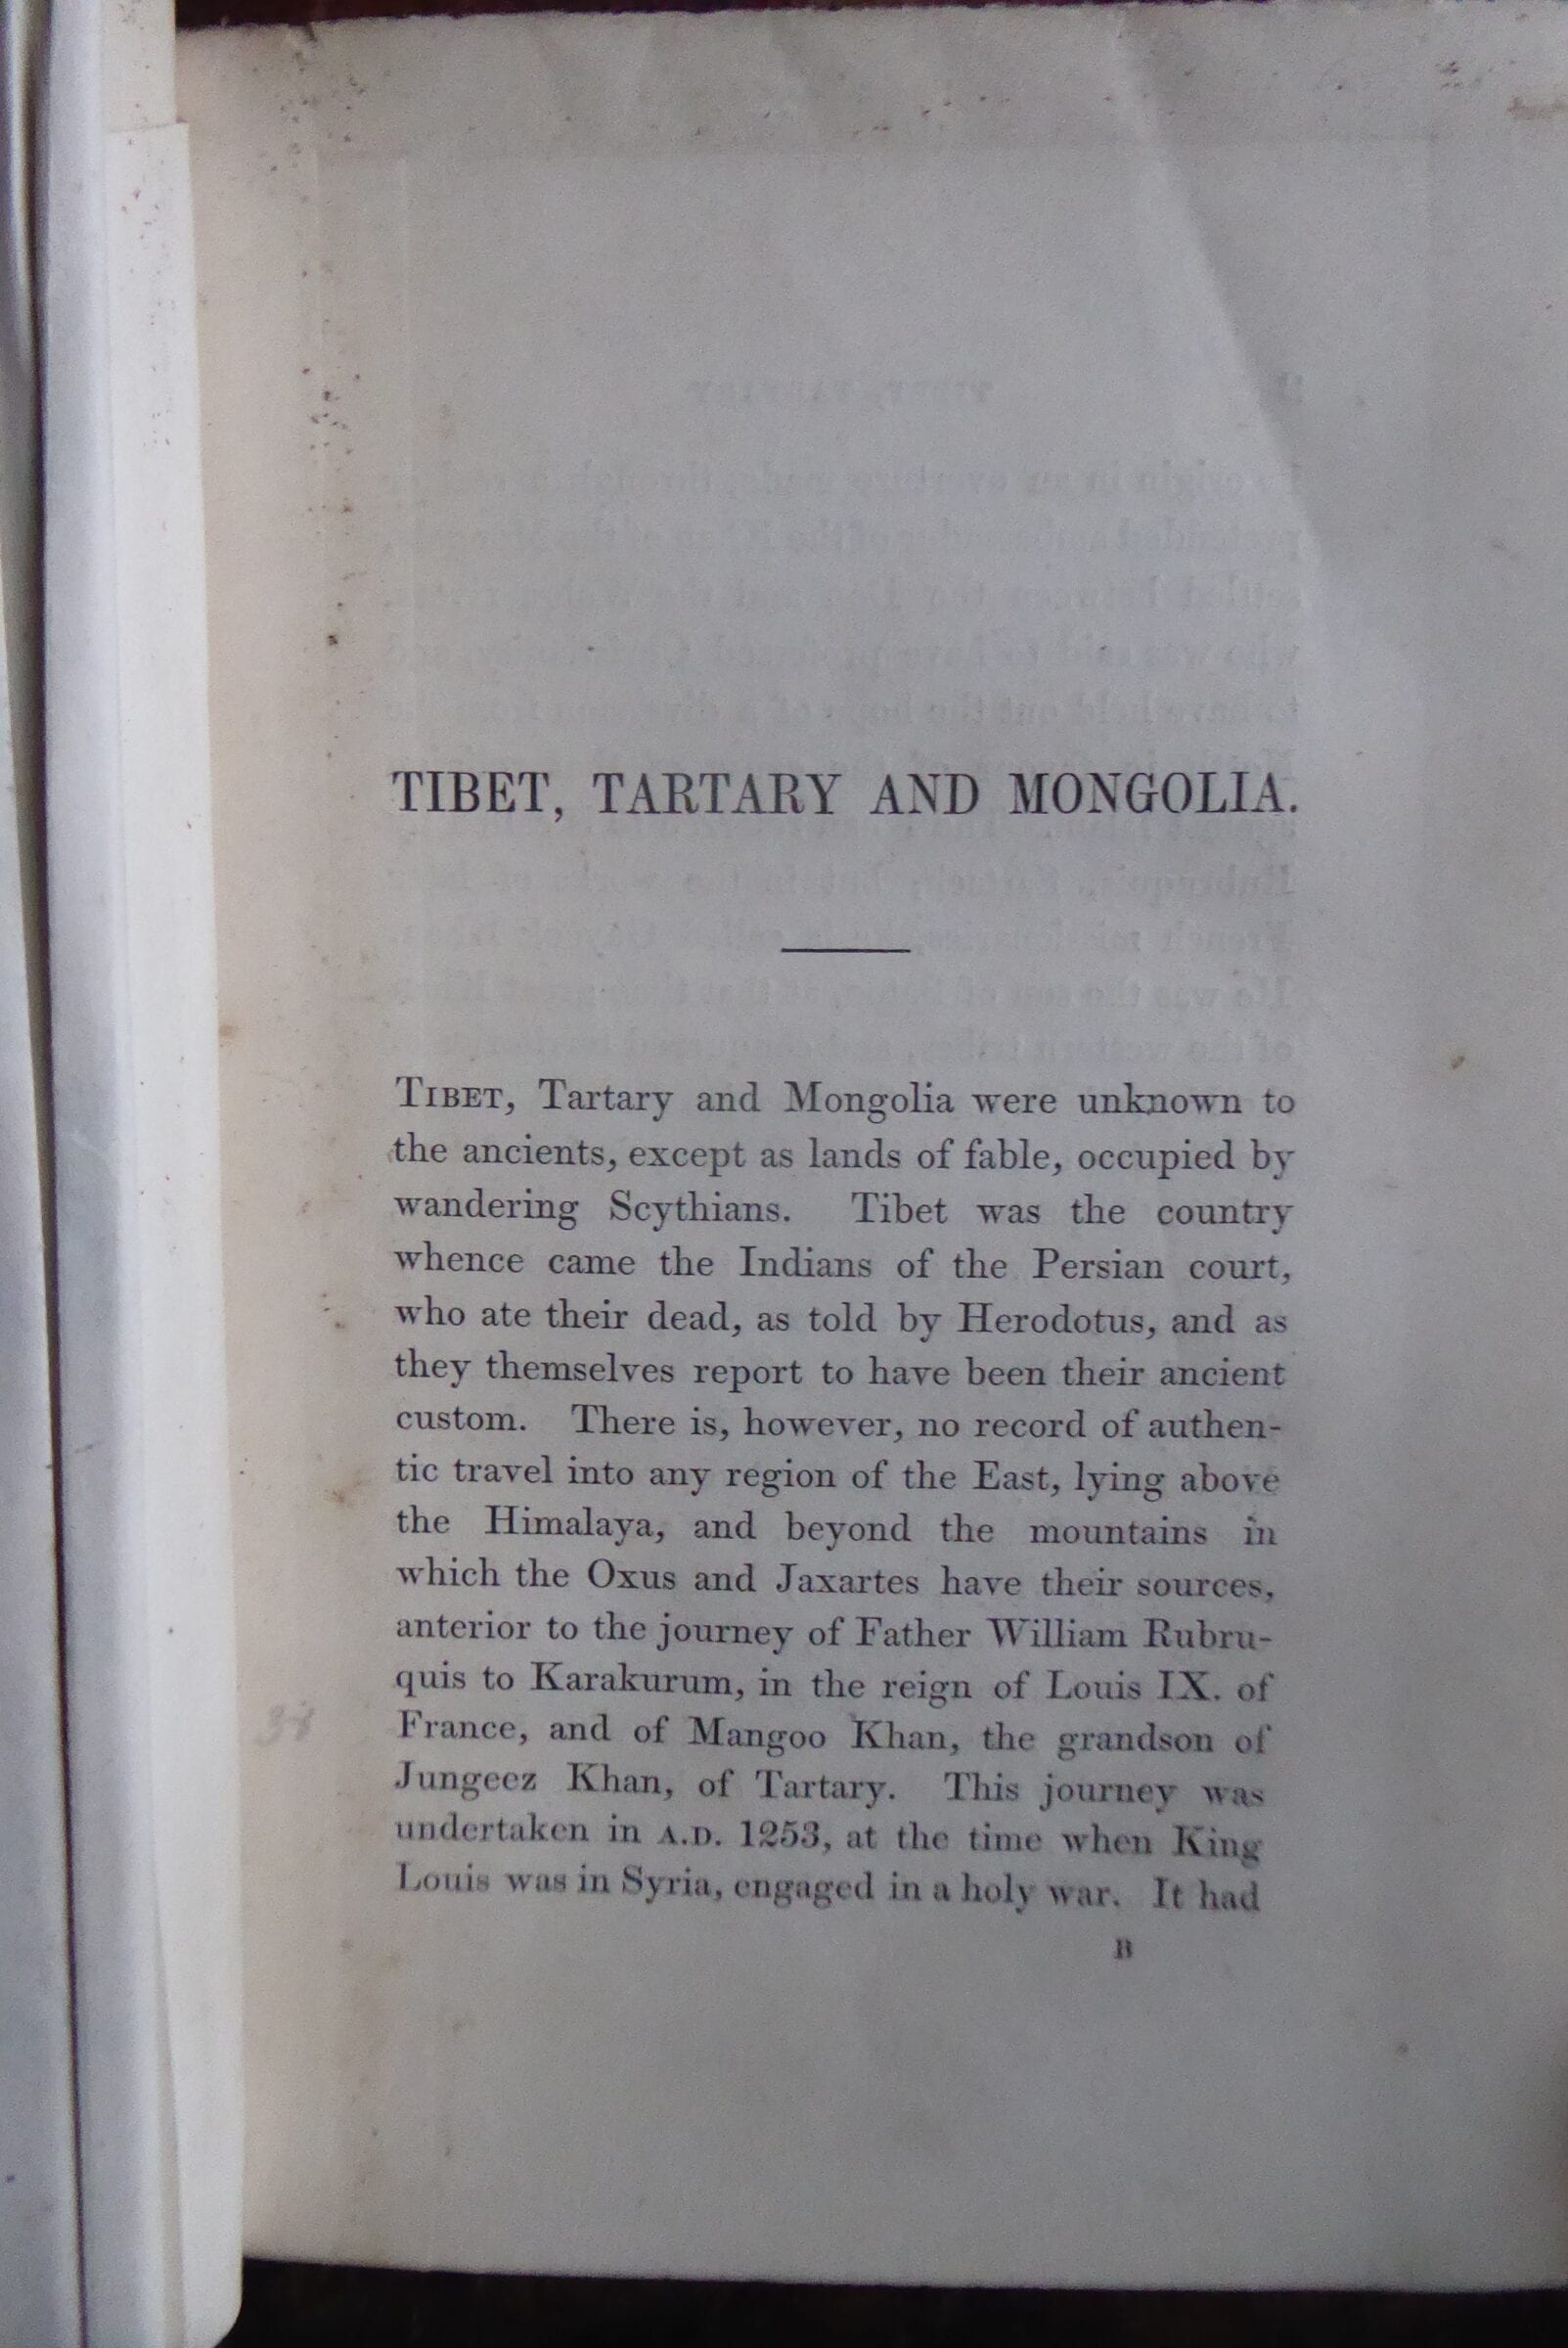 TIBET, TARTARY AND MONGOLIA.
TIBET, Tartary and Mongolia were unknown to
the ancients, except as lands of fable, occupied by
wandering Scythians. Tibet was the country
whence came the Indians of the Persian court,
who ate their dead, as told by Herodotus, and as
they themselves report to have been their ancient
custom. There is, however, no record of authen-
tic travel into any region of the East, lying above
the Himalaya, and beyond the mountains in
which the Oxus and Jaxartes have their sources,
anterior to the journey of Father William Rubru-
quis to Karakurum, in the reign of Louis IX. of
France, and of Mangoo Khan, the grandson of
Jungeez Khan, of Tartary. This journey was
undertaken in A.D. 1253, at the time when King
Louis was in Syria, engaged in a holy war. It had
B